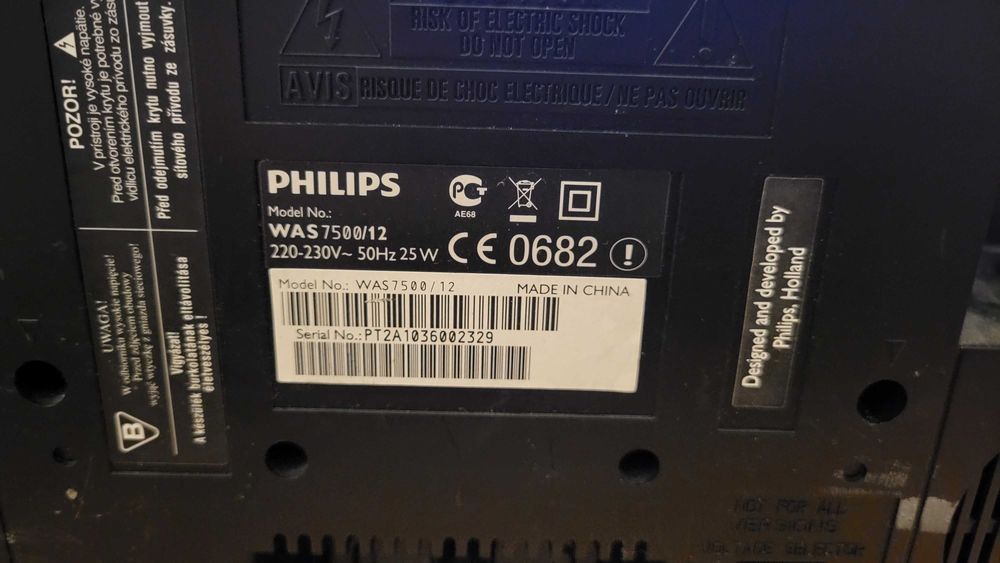 RISK OF ELECTRIC SHOCK
DO NOT OPEN
AVIS RISQUE DE CHOC ELECTRIQUE/NE PAS OUVRIR
POZOR!
V prístroji je vysoké napätie.
Pred otvorením krytu je potrebné
vidlicu elektrického prívodu zo
Před odejmutím krytu nutno vyjmout
síťového přívodu ze zásuvky.
UWAGA!
W odbiorniku wysokie napięcie!
Przed zdjęciem obudowy
wyjąć wtyczkę z gniazda sieciowego!
Vigyázat!
A készülék burkolatának eltávolítása
életveszélyes!
B
PHILIPS
Model No.:
WAS7500/12
220-230V~ 50Hz 25W
AE68
CE 0682
Model No.: WAS7500/12 MADE IN CHINA
Serial No.: PT2A1036002329
Designed and developed by
Philips, Holland
NOT FOR ALL
VERSIONS
VOLTAGE SELECTOR